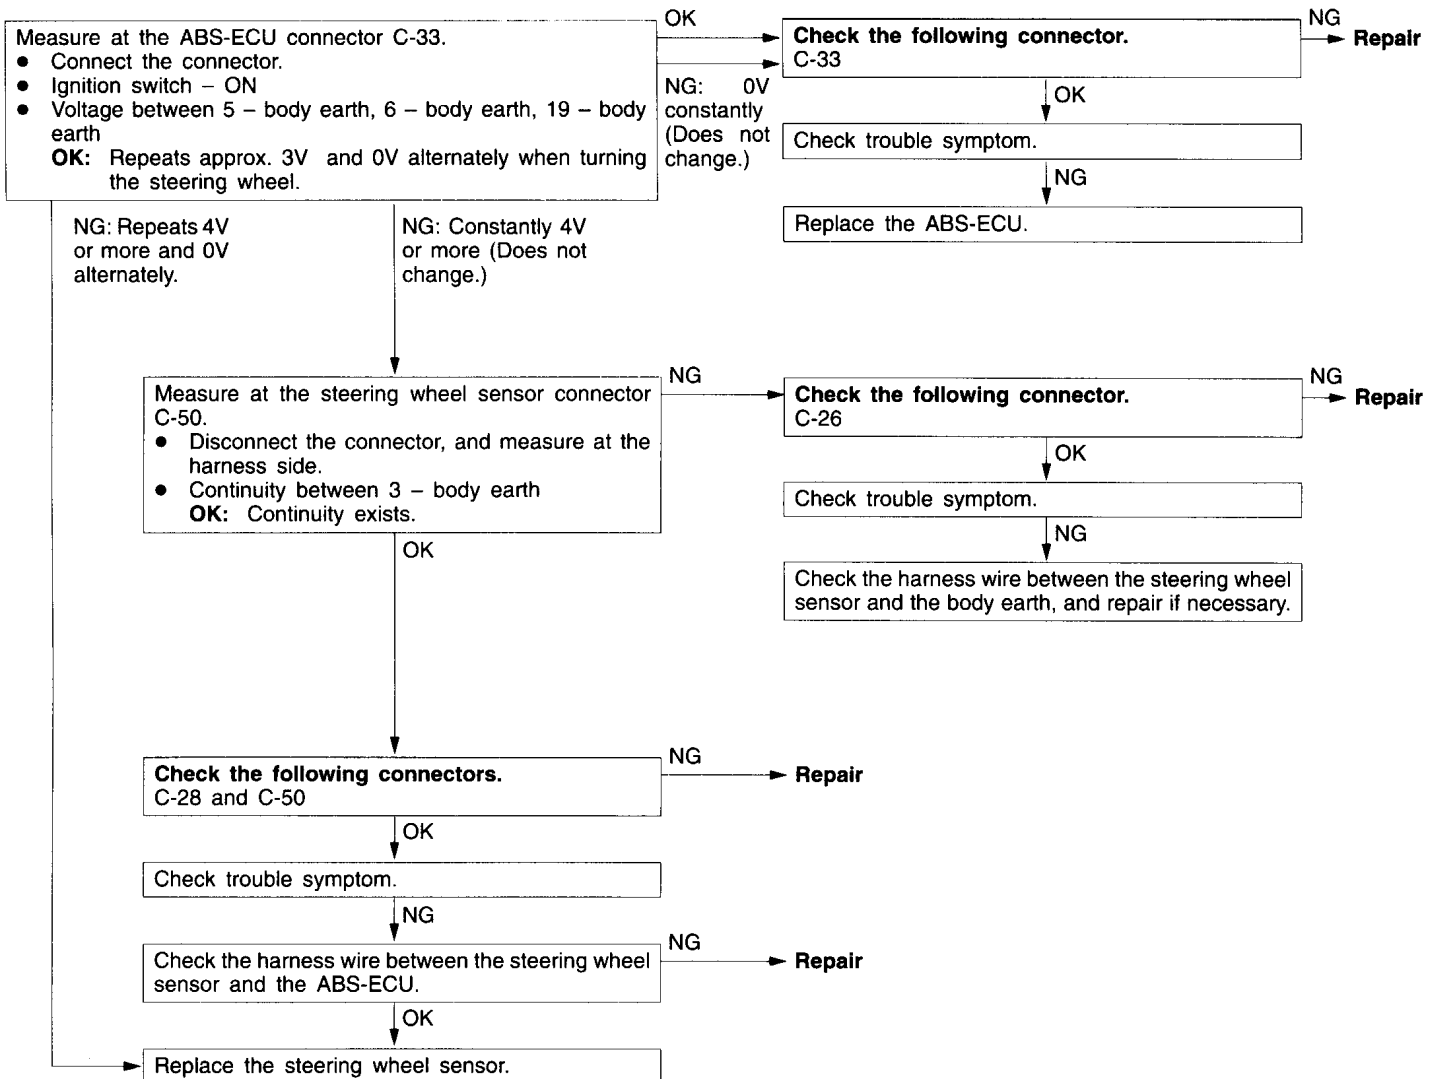 Measure at the ABS-ECU connector C-33.
● Connect the connector.
● Ignition switch – ON
● Voltage between 5 – body earth, 6 – body earth, 19 – body
earth
OK: Repeats approx. 3V and 0V alternately when turning
the steering wheel.
OK
NG: 0V
constantly
(Does not
change.)
Check the following connector.
C-33
NG
Repair
OK
Check trouble symptom.
NG
Replace the ABS-ECU.
NG: Repeats 4V
or more and 0V
alternately.
NG: Constantly 4V
or more (Does not
change.)
Measure at the steering wheel sensor connector
C-50.
● Disconnect the connector, and measure at the
harness side.
● Continuity between 3 – body earth
OK: Continuity exists.
NG
Check the following connector.
C-26
NG
Repair
OK
Check trouble symptom.
NG
Check the harness wire between the steering wheel
sensor and the body earth, and repair if necessary.
OK
Check the following connectors.
C-28 and C-50
NG
Repair
OK
Check trouble symptom.
NG
Check the harness wire between the steering wheel
sensor and the ABS-ECU.
NG
Repair
OK
Replace the steering wheel sensor.